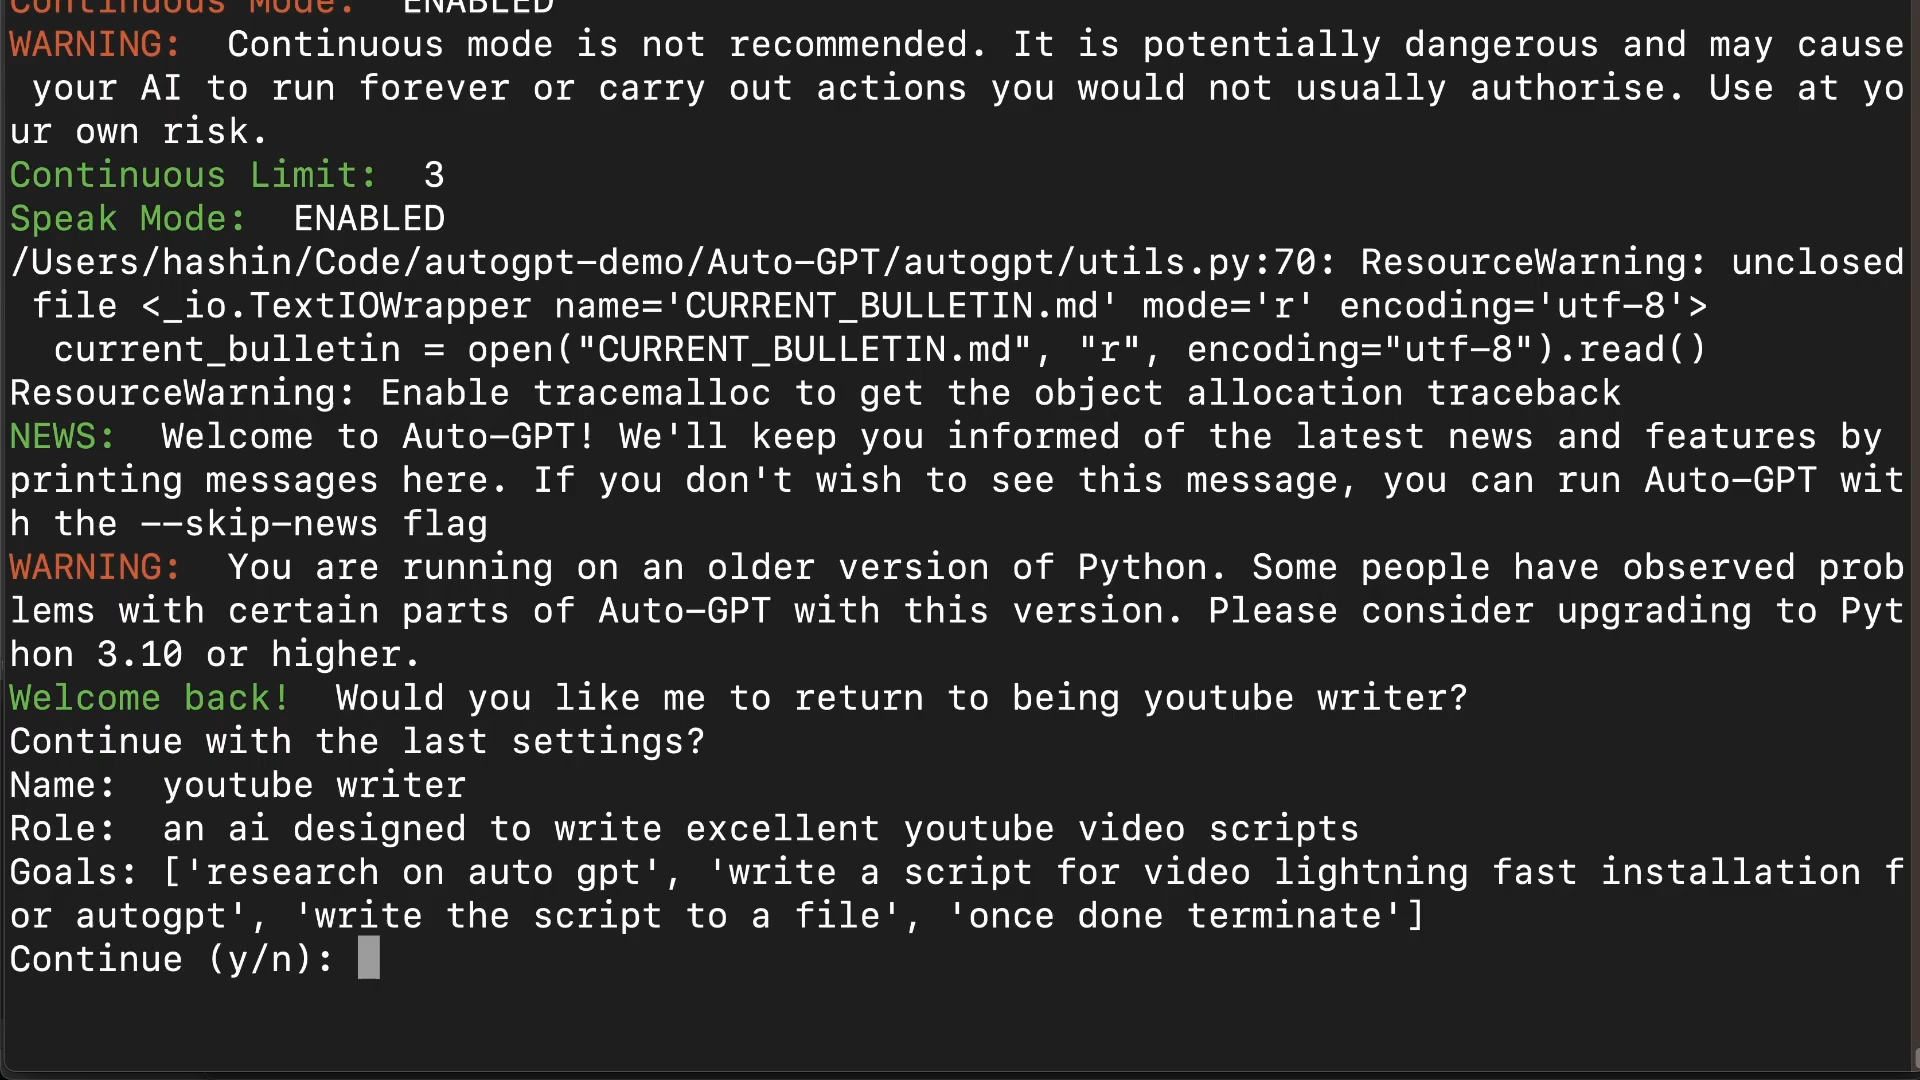 Continuous Mode:  ENABLED
WARNING:  Continuous mode is not recommended. It is potentially dangerous and may cause
 your AI to run forever or carry out actions you would not usually authorise. Use at yo
ur own risk.
Continuous Limit:  3
Speak Mode:  ENABLED
/Users/hashin/Code/autogpt-demo/Auto-GPT/autogpt/utils.py:70: ResourceWarning: unclosed
 file <_io.TextIOWrapper name='CURRENT_BULLETIN.md' mode='r' encoding='utf-8'>
  current_bulletin = open("CURRENT_BULLETIN.md", "r", encoding="utf-8").read()
ResourceWarning: Enable tracemalloc to get the object allocation traceback
NEWS:  Welcome to Auto-GPT! We'll keep you informed of the latest news and features by
printing messages here. If you don't wish to see this message, you can run Auto-GPT wit
h the --skip-news flag
WARNING:  You are running on an older version of Python. Some people have observed prob
lems with certain parts of Auto-GPT with this version. Please consider upgrading to Pyt
hon 3.10 or higher.
Welcome back!  Would you like me to return to being youtube writer?
Continue with the last settings?
Name:  youtube writer
Role:  an ai designed to write excellent youtube video scripts
Goals: ['research on auto gpt', 'write a script for video lightning fast installation f
or autogpt', 'write the script to a file', 'once done terminate']
Continue (y/n):